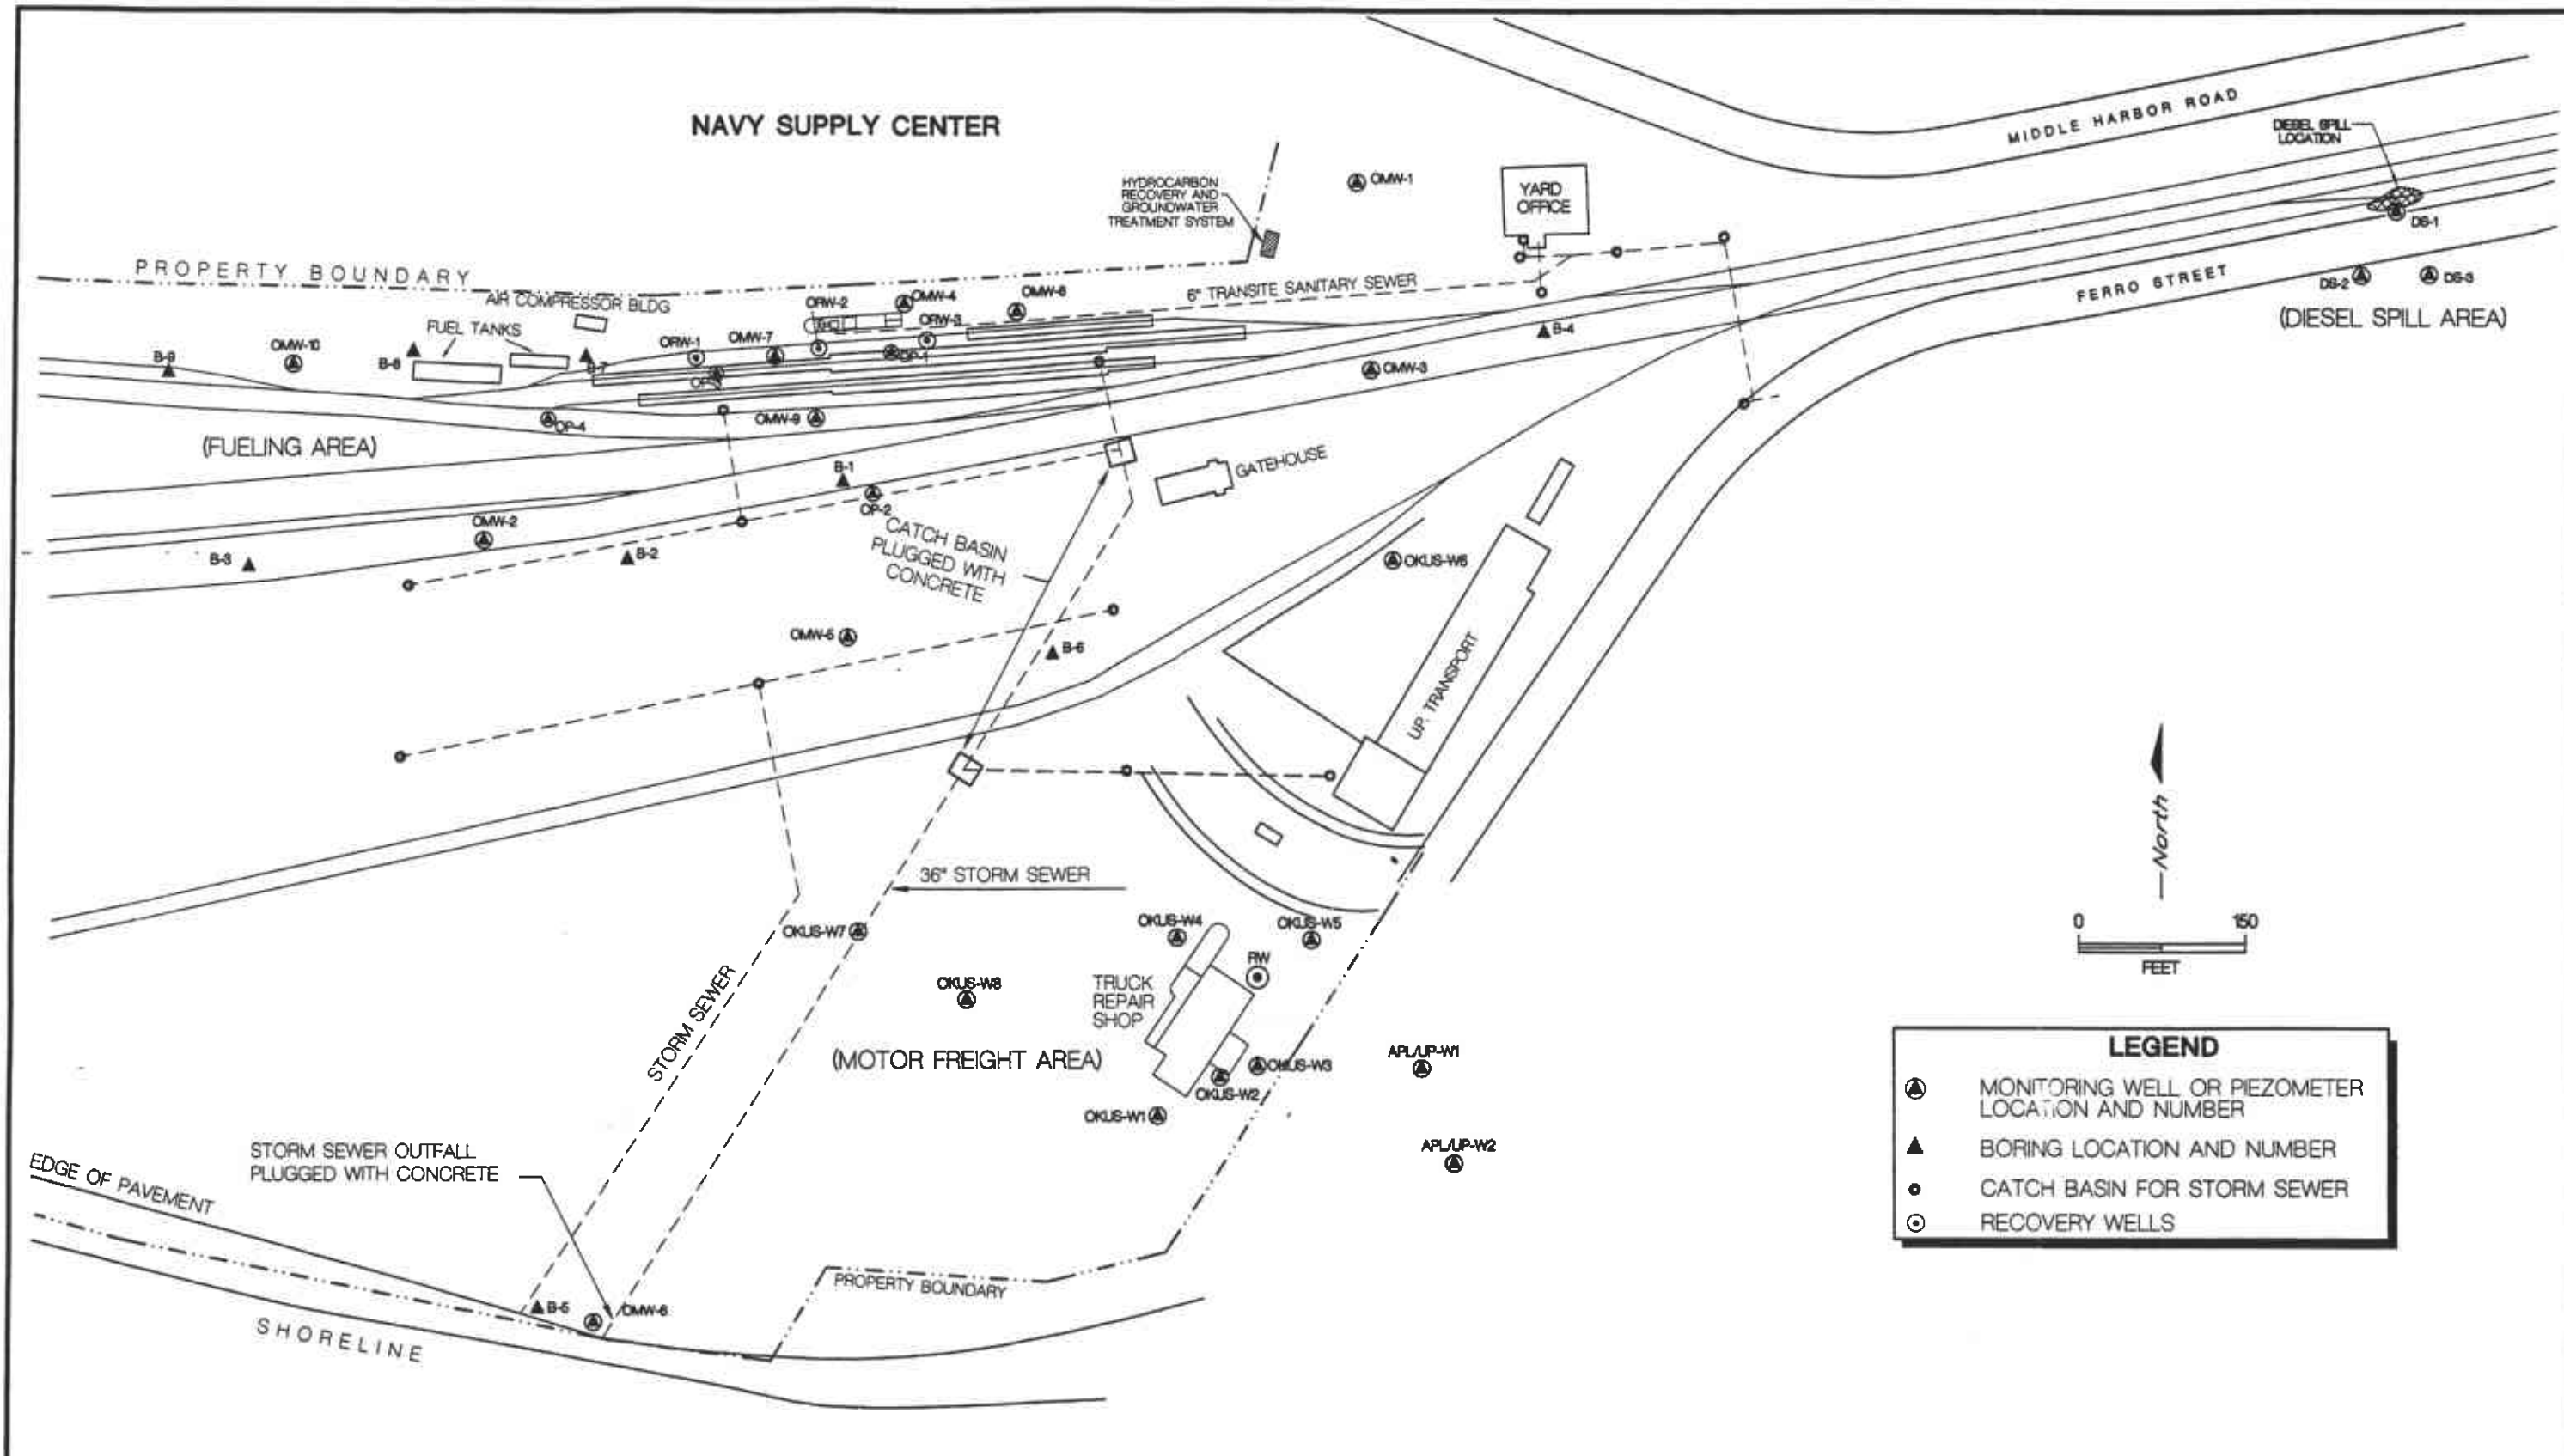 NAVY SUPPLY CENTER
MIDDLE HARBOR ROAD
DIESEL SPILL
LOCATION
HYDROCARBON
RECOVERY AND
GROUNDWATER
TREATMENT SYSTEM
OMW-1
YARD
OFFICE
DS-1
DS-2
DS-3
FERRO STREET
(DIESEL SPILL AREA)
PROPERTY BOUNDARY
AIR COMPRESSOR BLDG
6" TRANSITE SANITARY SEWER
ORW-2
OMW-4
OMW-8
ORW-3
FUEL TANKS
ORW-1
OMW-7
OP-1
B-4
B-9
OMW-10
B-8
B-7
OMW-3
OP-4
OMW-9
(FUELING AREA)
GATEHOUSE
B-1
OP-2
CATCH BASIN
PLUGGED WITH
CONCRETE
OMW-2
B-3
B-2
OKUS-W6
OMW-5
B-6
U.P. TRANSPORT
North
36" STORM SEWER
0 150
FEET
OKUS-W7
OKUS-W4
OKUS-W5
RW
OKUS-W8
TRUCK
REPAIR
SHOP
STORM SEWER
(MOTOR FREIGHT AREA)
OKUS-W3
OKUS-W2
OKUS-W1
APL/UP-W1
APL/UP-W2
LEGEND
MONITORING WELL OR PIEZOMETER
LOCATION AND NUMBER
BORING LOCATION AND NUMBER
CATCH BASIN FOR STORM SEWER
RECOVERY WELLS
STORM SEWER OUTFALL
PLUGGED WITH CONCRETE
EDGE OF PAVEMENT
PROPERTY BOUNDARY
B-5
OMW-6
SHORELINE